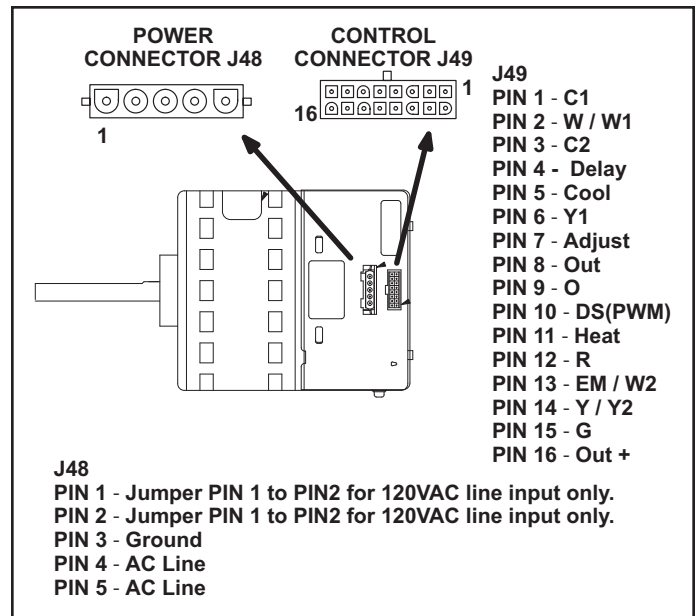 POWER
CONNECTOR J48
CONTROL
CONNECTOR J49
1
16
1
J49
PIN 1 - C1
PIN 2 - W / W1
PIN 3 - C2
PIN 4 - Delay
PIN 5 - Cool
PIN 6 - Y1
PIN 7 - Adjust
PIN 8 - Out
PIN 9 - O
PIN 10 - DS(PWM)
PIN 11 - Heat
PIN 12 - R
PIN 13 - EM / W2
PIN 14 - Y / Y2
PIN 15 - G
PIN 16 - Out +
J48
PIN 1 - Jumper PIN 1 to PIN2 for 120VAC line input only.
PIN 2 - Jumper PIN 1 to PIN2 for 120VAC line input only.
PIN 3 - Ground
PIN 4 - AC Line
PIN 5 - AC Line